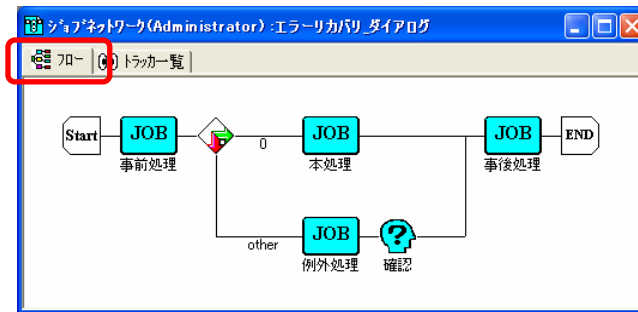 ジョブネットワーク(Administrator) :エラーリカバリ_ダイアログ
フロー トラッカ一覧
Start JOB 0 JOB JOB END
事前処理 本処理 事後処理
other JOB ?
例外処理 確認